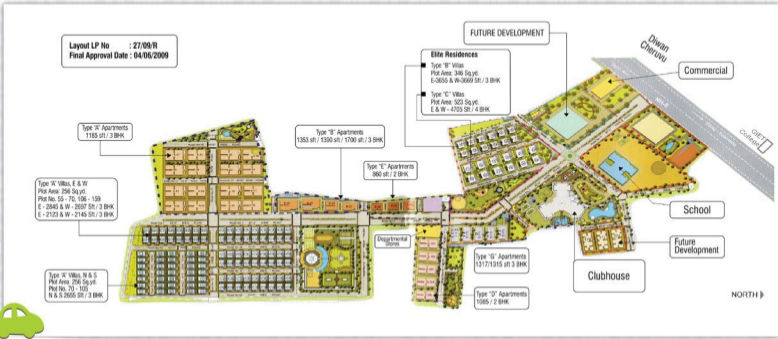 Layout LP No : 27/09/R
Final Approval Date : 04/06/2009
FUTURE DEVELOPMENT
Diwan
Cheruvu
Elite Residences
Type "B" Villas
Plot Area: 346 Sq.yd.
E-3655 & W-3669 Sft / 3 BHK
Type "C" Villas
Plot Area: 523 Sq.yd.
E & W - 4705 Sft / 4 BHK
Commercial
GIET
College
Type 'A' Apartments
1185 sft / 3 BHK
Type "B" Apartments
1353 sft / 1390 sft / 1700 sft / 3 BHK
Type "E" Apartments
860 sft / 2 BHK
Type 'A' Villas, E & W
Plot Area: 256 Sq.yd.
Plot No. 55 - 70, 106 - 159
E - 2845 & W - 2697 Sft / 3 BHK
E - 2123 & W - 2145 Sft / 3 BHK
School
Departmental
Stores
Type "G" Apartments
1317/1315 sft 3 BHK
Future
Development
Clubhouse
Type 'A' Villas, N & S
Plot Area: 256 Sq.yd.
Plot No. 70 - 105
N & S 2655 Sft / 3 BHK
Type "D" Apartments
1085 / 2 BHK
NORTH